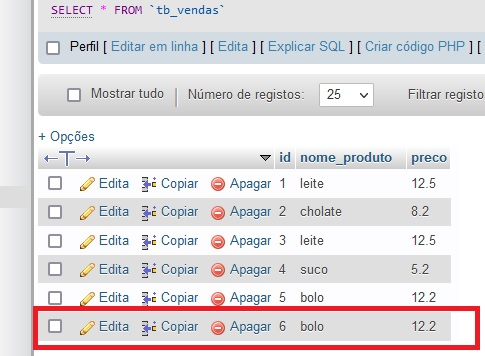 SELECT * FROM `tb_vendas`
Perfil [ Editar em linha ] [ Edita ] [ Explicar SQL ] [ Criar código PHP ] [
Mostrar tudo Número de registos: 25 Filtrar registo
+ Opções
←T→ id nome_produto preco
Edita Copiar Apagar 1 leite 12.5
Edita Copiar Apagar 2 cholate 8.2
Edita Copiar Apagar 3 leite 12.5
Edita Copiar Apagar 4 suco 5.2
Edita Copiar Apagar 5 bolo 12.2
Edita Copiar Apagar 6 bolo 12.2